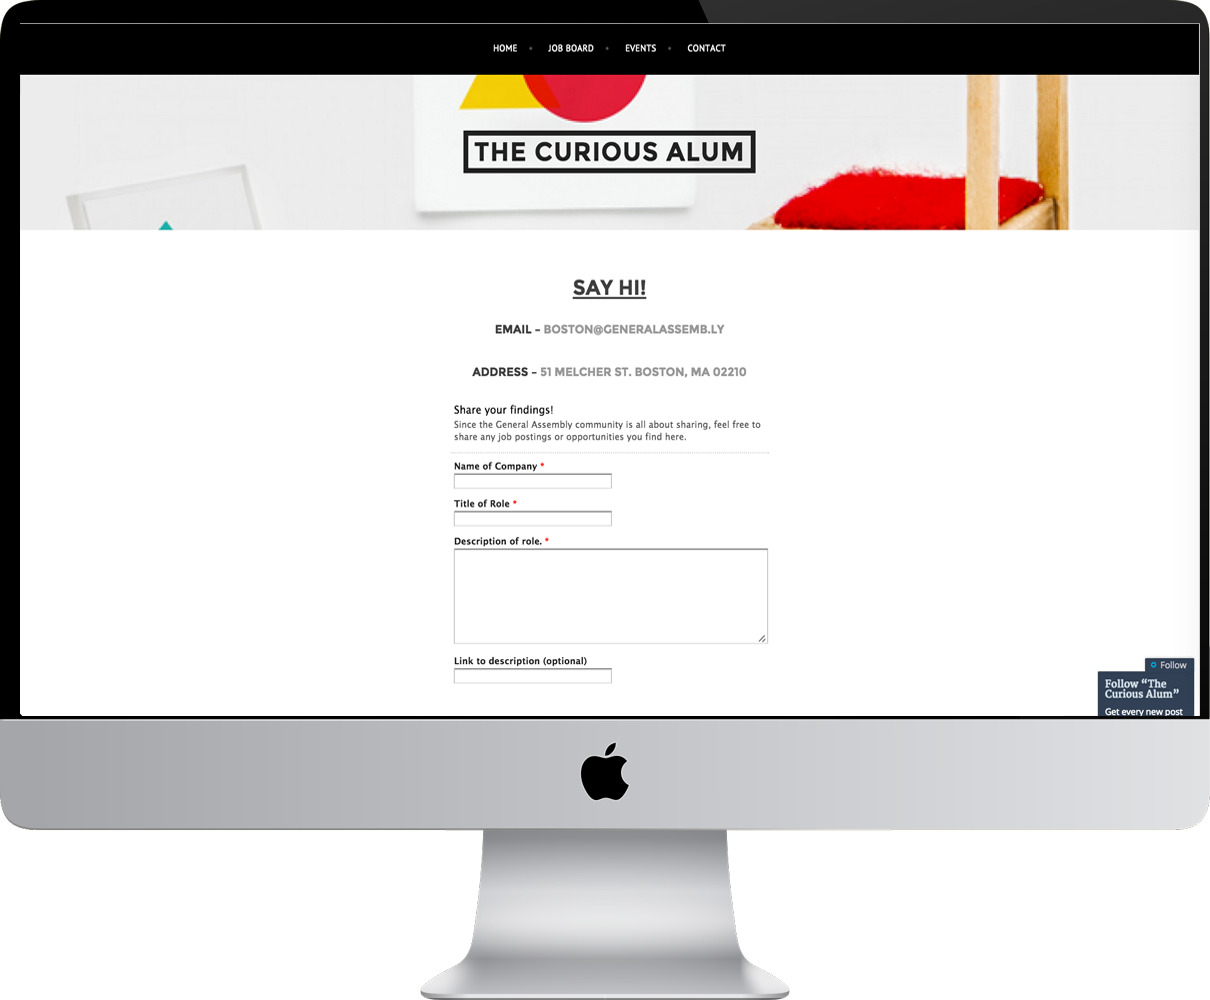 HOME • JOB BOARD • EVENTS • CONTACT
THE CURIOUS ALUM
SAY HI!
EMAIL – BOSTON@GENERALASSEMB.LY
ADDRESS – 51 MELCHER ST. BOSTON, MA 02210
Share your findings!
Since the General Assembly community is all about sharing, feel free to
share any job postings or opportunities you find here.
Name of Company *
Title of Role *
Description of role. *
Link to description (optional)
Follow
Follow “The
Curious Alum”
Get every new post